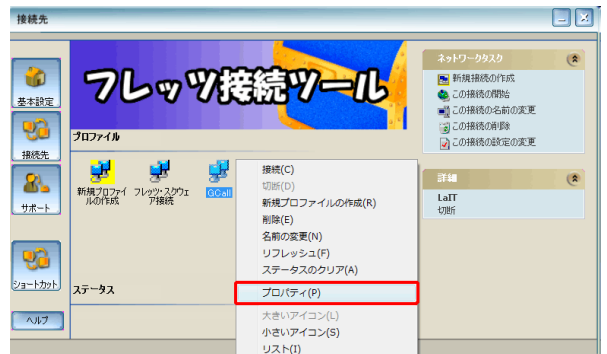 接続先
基本設定
接続先
サポート
ショートカット
ヘルプ
フレッツ接続ツール
プロファイル
新規プロファイ
ルの作成
フレッツ・スクウェ
ア接続
GCall
ステータス
接続(C)
切断(D)
新規プロファイルの作成(R)
削除(E)
名前の変更(N)
リフレッシュ(F)
ステータスのクリア(A)
プロパティ(P)
大きいアイコン(L)
小さいアイコン(S)
リスト(I)
ネットワークタスク
新規接続の作成
この接続の開始
この接続の名前の変更
この接続の削除
この接続の設定の変更
詳細
LaIT
切断